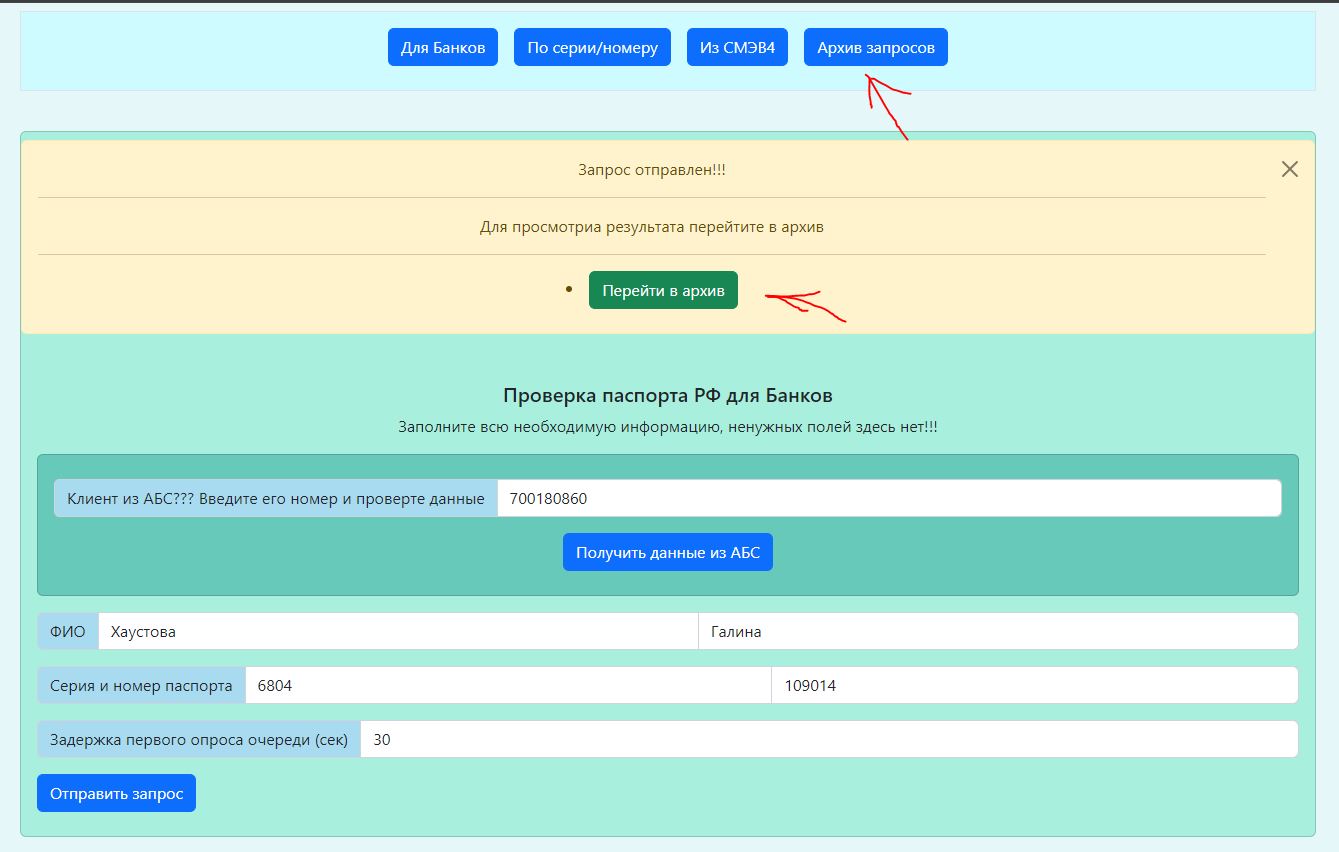 Для Банков По серии/номеру Из СМЭВ4 Архив запросов
Запрос отправлен!!!
Для просмотриа результата перейтите в архив
Перейти в архив
Проверка паспорта РФ для Банков
Заполните всю необходимую информацию, ненужных полей здесь нет!!!
Клиент из АБС??? Введите его номер и проверте данные 700180860
Получить данные из АБС
ФИО Хаустова Галина
Серия и номер паспорта 6804 109014
Задержка первого опроса очереди (сек) 30
Отправить запрос